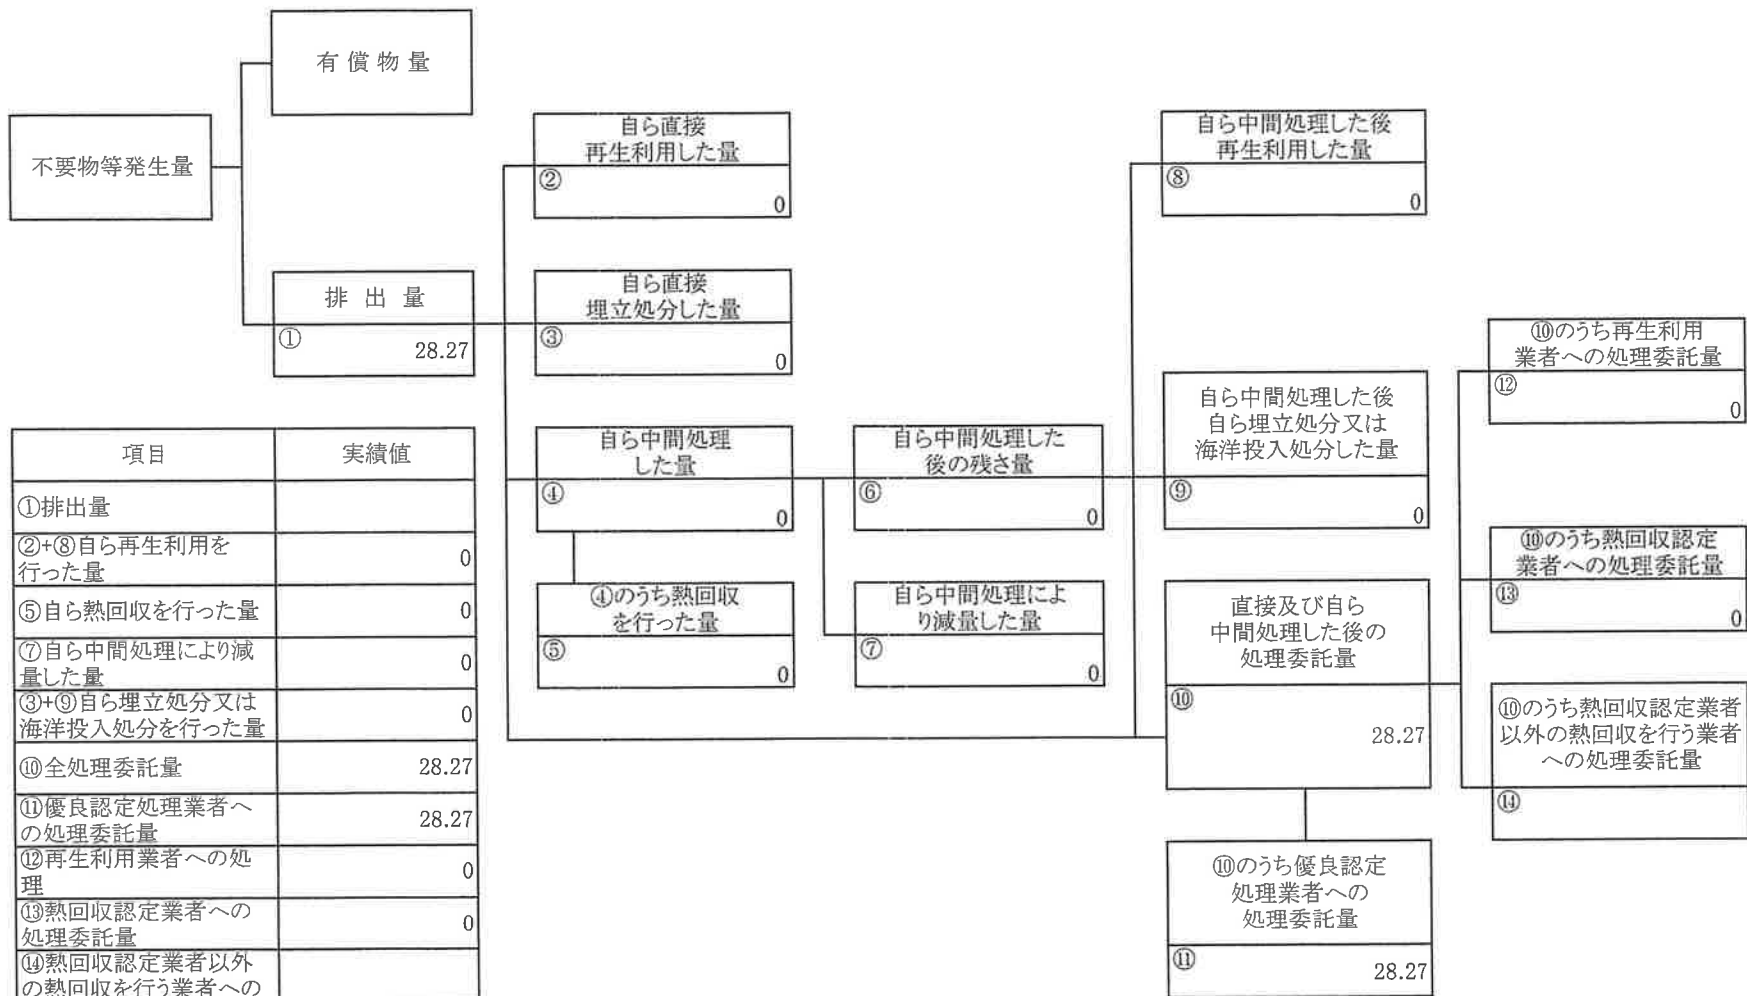 有 償 物 量
不要物等発生量
自ら直接
再生利用した量
②
0
自ら中間処理した後
再生利用した量
⑧
0
排 出 量
①
28.27
自ら直接
埋立処分した量
③
0
⑩のうち再生利用
業者への処理委託量
⑫
0
自ら中間処理した後
自ら埋立処分又は
海洋投入処分した量
⑨
0
自ら中間処理
した量
④
0
自ら中間処理した
後の残さ量
⑥
0
⑩のうち熱回収認定
業者への処理委託量
⑬
0
④のうち熱回収
を行った量
⑤
0
自ら中間処理によ
り減量した量
⑦
0
直接及び自ら
中間処理した後の
処理委託量
⑩
28.27
⑩のうち熱回収認定業者
以外の熱回収を行う業者
への処理委託量
⑭
⑩のうち優良認定
処理業者への
処理委託量
⑪
28.27
項目 実績値
①排出量
②+⑧自ら再生利用を
行った量 0
⑤自ら熱回収を行った量 0
⑦自ら中間処理により減
量した量 0
③+⑨自ら埋立処分又は
海洋投入処分を行った量 0
⑩全処理委託量 28.27
⑪優良認定処理業者へ
の処理委託量 28.27
⑫再生利用業者への処
理 0
⑬熱回収認定業者への
処理委託量 0
⑭熱回収認定業者以外
の熱回収を行う業者への